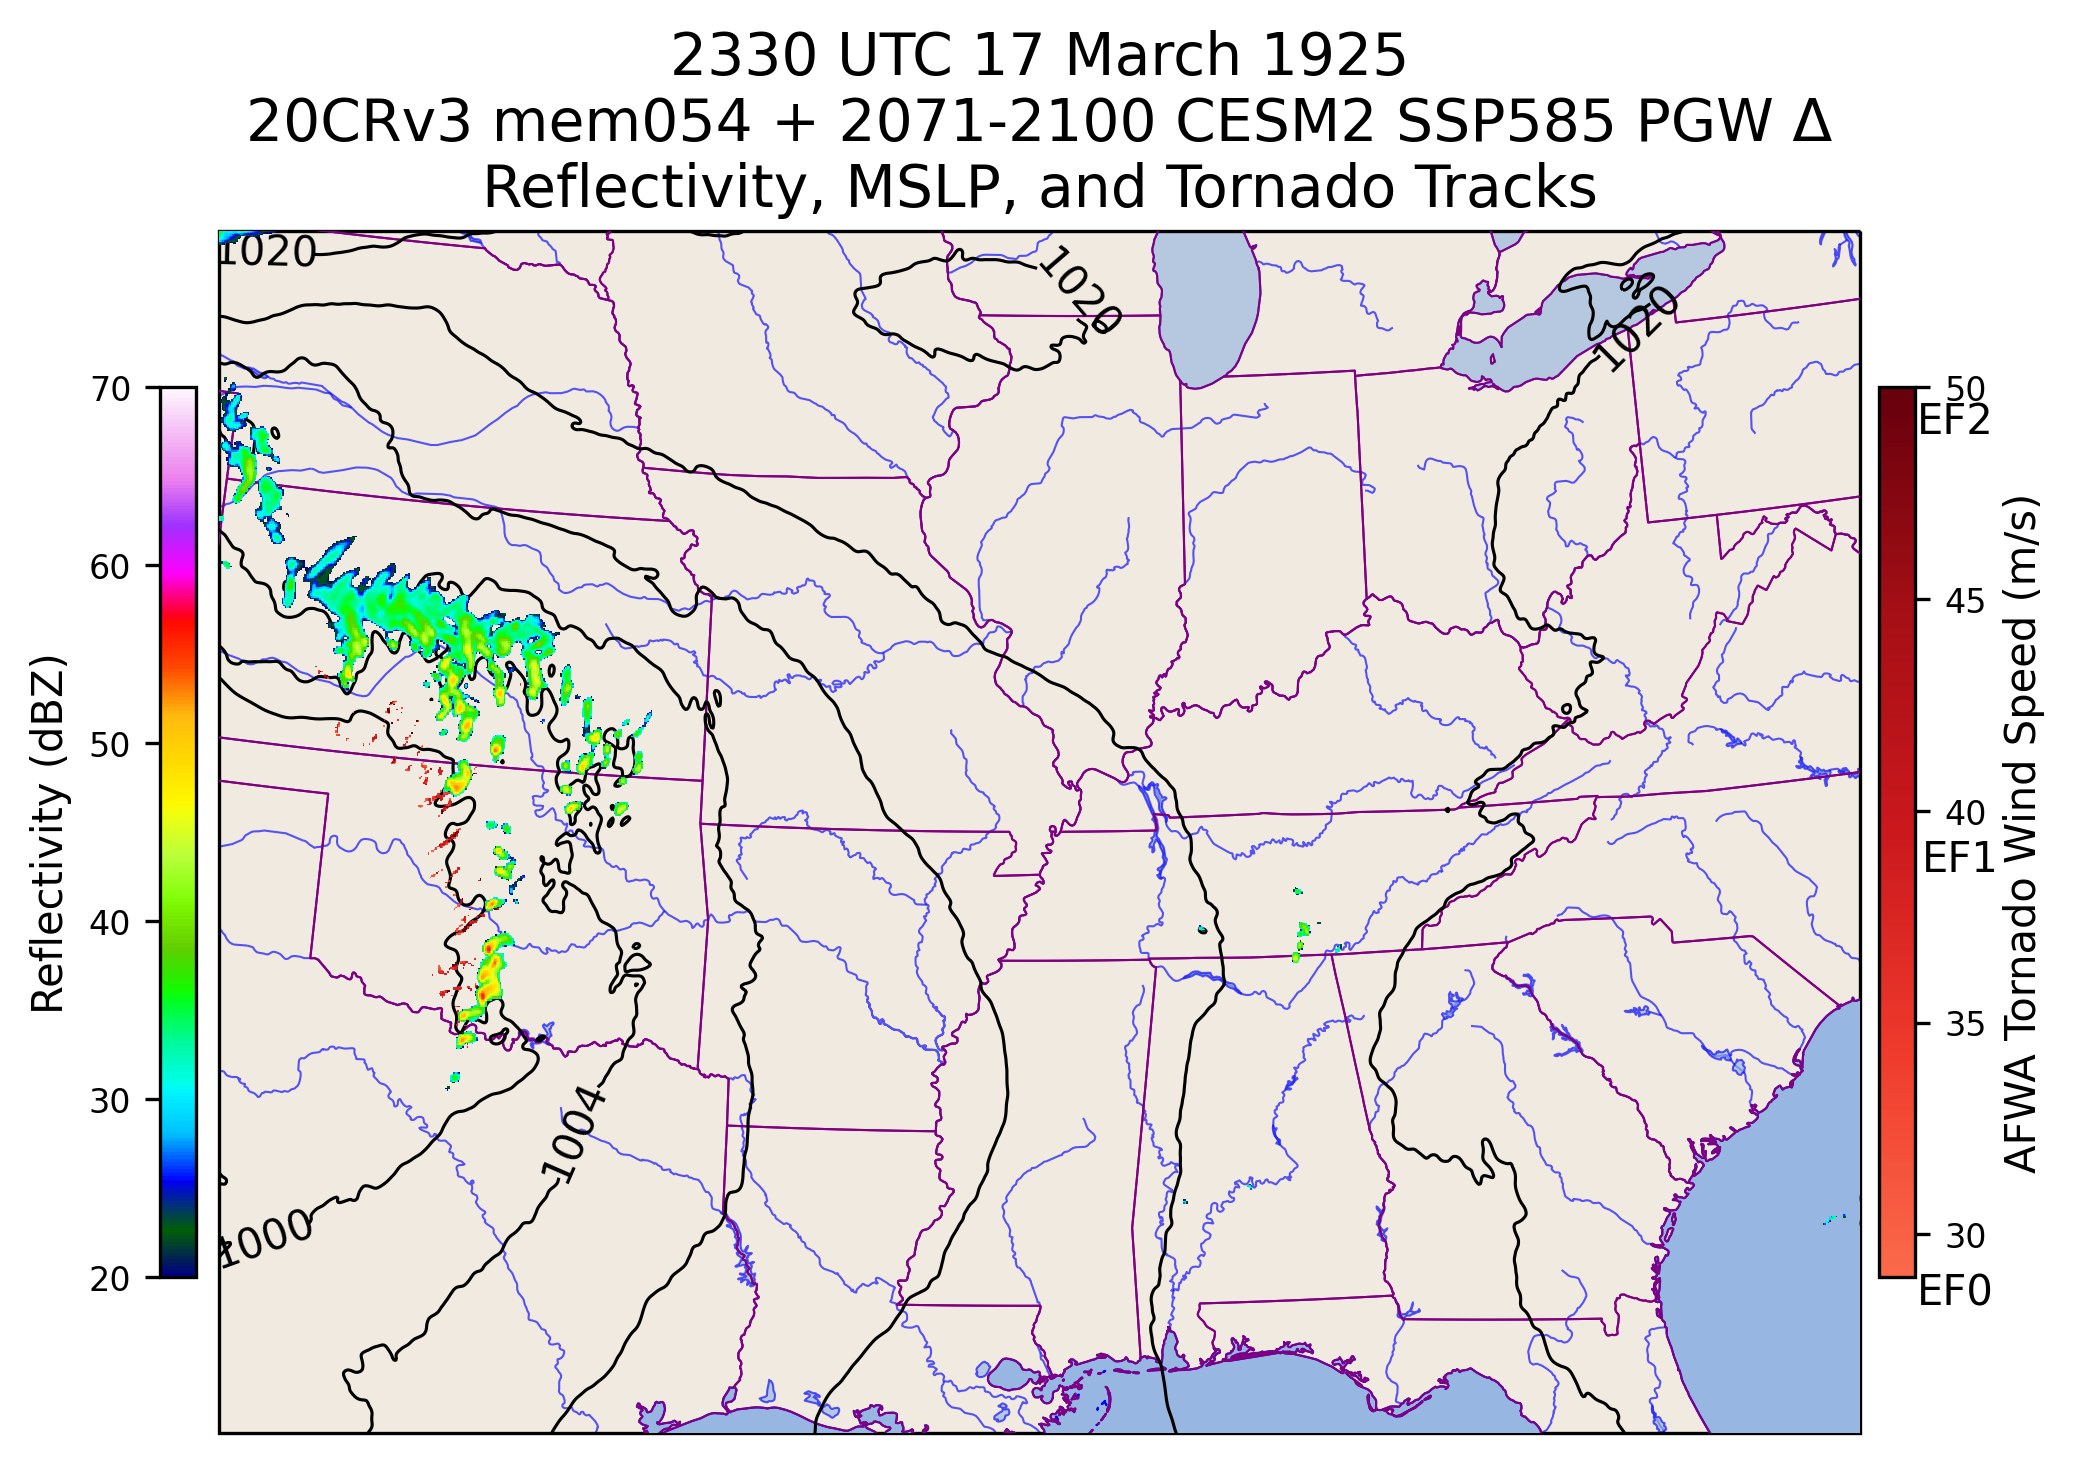 2330 UTC 17 March 1925
20CRv3 mem054 + 2071-2100 CESM2 SSP585 PGW Δ
Reflectivity, MSLP, and Tornado Tracks
1020
1020
1020
1004
1000
70
60
50
40
30
20
Reflectivity (dBZ)
50
EF2
45
40
EF1
35
30
EF0
AFWA Tornado Wind Speed (m/s)